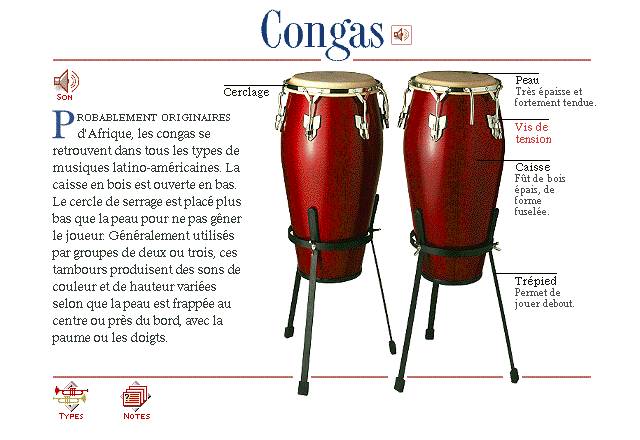 Congas
Son
Cerclage
Probablement originaires
d'Afrique, les congas se
retrouvent dans tous les types de
musiques latino-américaines. La
caisse en bois est ouverte en bas.
Le cercle de serrage est placé plus
bas que la peau pour ne pas gêner
le joueur. Généralement utilisés
par groupes de deux ou trois, ces
tambours produisent des sons de
couleur et de hauteur variées
selon que la peau est frappée au
centre ou près du bord, avec la
paume ou les doigts.
Peau
Très épaisse et
fortement tendue.
Vis de
tension
Caisse
Fût de bois
épais, de
forme
fuselée.
Trépied
Permet de
jouer debout.
Types
Notes